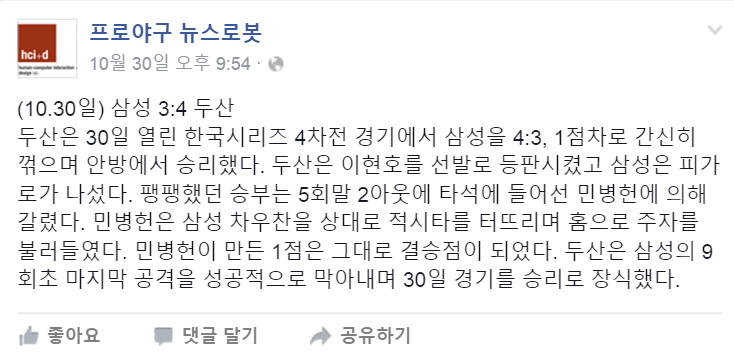 hci+d
human-computer interaction +
design lab
프로야구 뉴스로봇
10월 30일 오후 9:54 ·
(10.30일) 삼성 3:4 두산
두산은 30일 열린 한국시리즈 4차전 경기에서 삼성을 4:3, 1점차로 간신히
꺾으며 안방에서 승리했다. 두산은 이현호를 선발로 등판시켰고 삼성은 피가
로가 나섰다. 팽팽했던 승부는 5회말 2아웃에 타석에 들어선 민병헌에 의해
갈렸다. 민병헌은 삼성 차우찬을 상대로 적시타를 터뜨리며 홈으로 주자를
불러들였다. 민병헌이 만든 1점은 그대로 결승점이 되었다. 두산은 삼성의 9
회초 마지막 공격을 성공적으로 막아내며 30일 경기를 승리로 장식했다.
좋아요 댓글 달기 공유하기